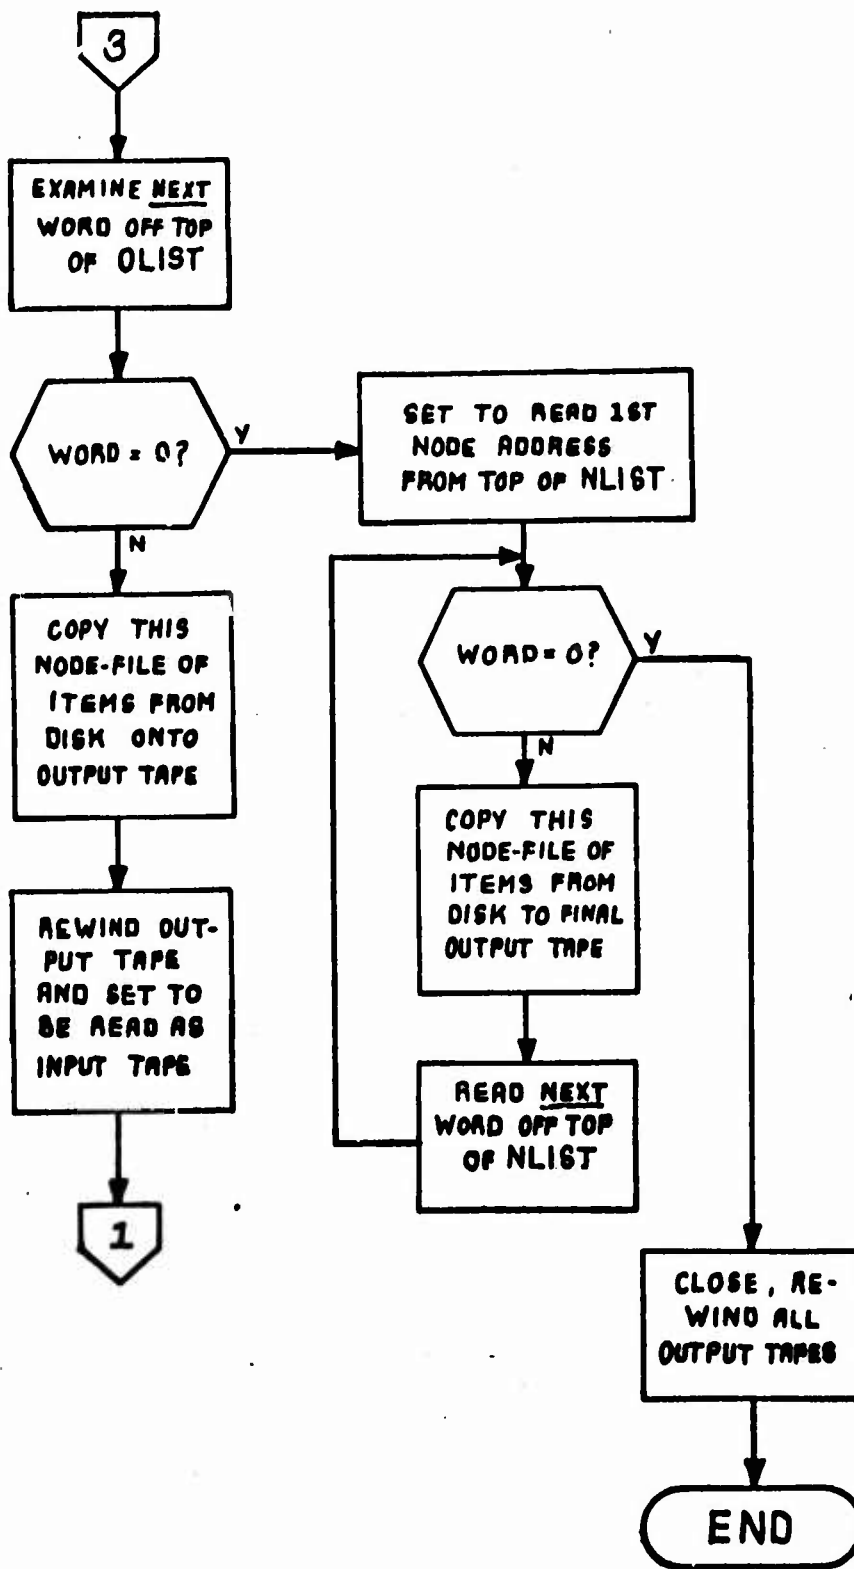 3
EXAMINE NEXT
WORD OFF TOP
OF OLIST
WORD = 0?
Y
N
COPY THIS
NODE-FILE OF
ITEMS FROM
DISK ONTO
OUTPUT TAPE
REWIND OUT-
PUT TAPE
AND SET TO
BE READ AS
INPUT TAPE
1
SET TO READ 1ST
NODE ADDRESS
FROM TOP OF NLIST
WORD = 0?
Y
N
COPY THIS
NODE-FILE OF
ITEMS FROM
DISK TO FINAL
OUTPUT TAPE
READ NEXT
WORD OFF TOP
OF NLIST
CLOSE, RE-
WIND ALL
OUTPUT TAPES
END